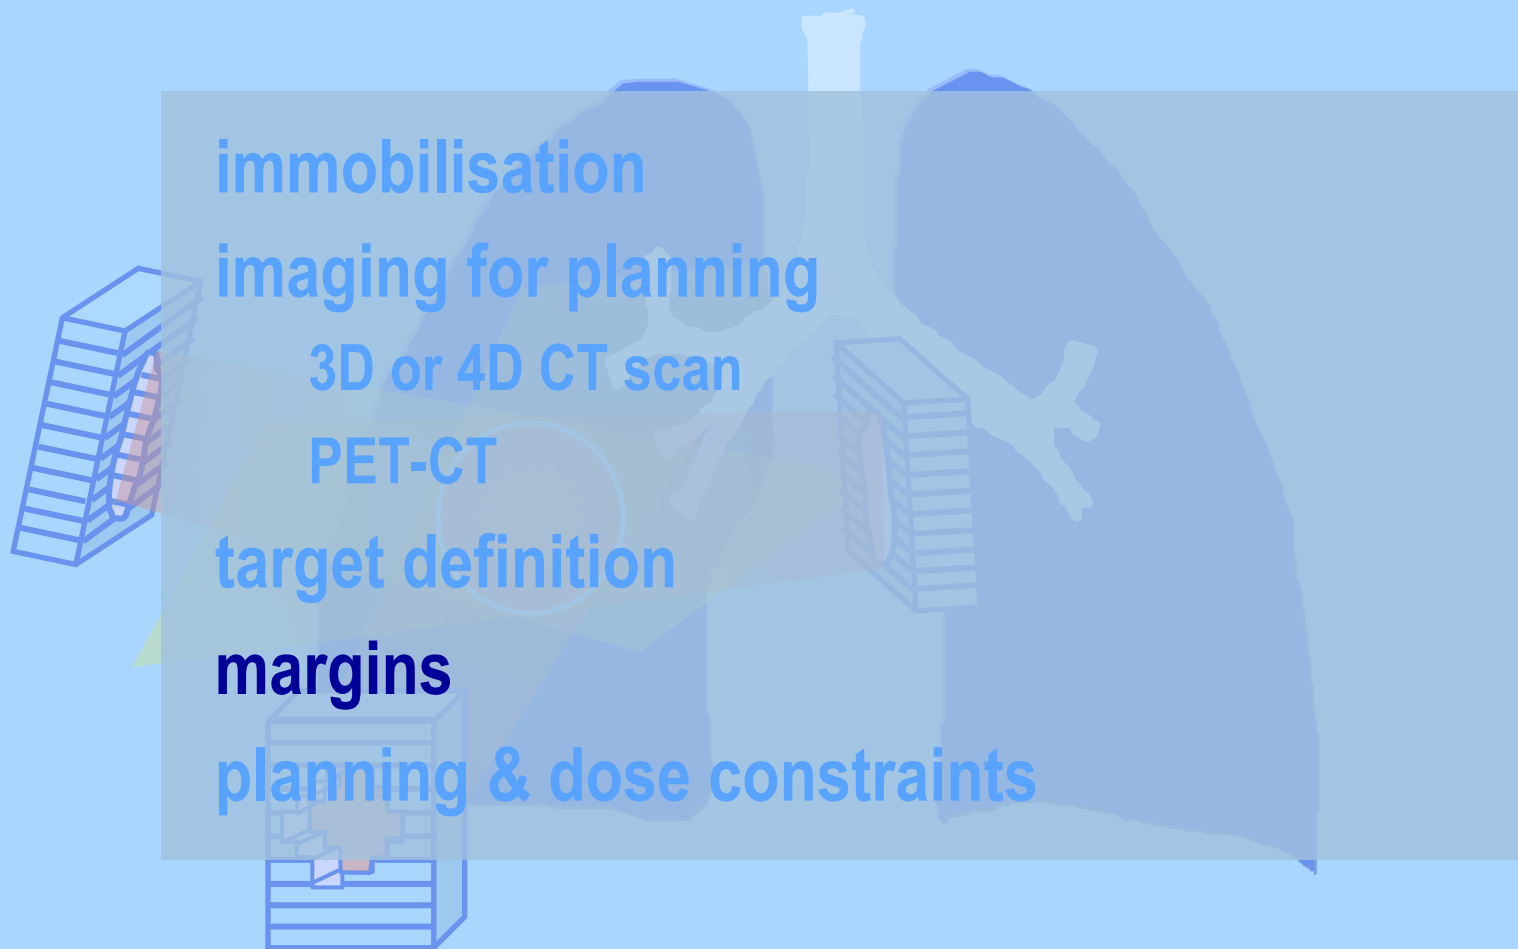 immobilisation
imaging for planning
3D or 4D CT scan
PET-CT
target definition
margins
planning & dose constraints